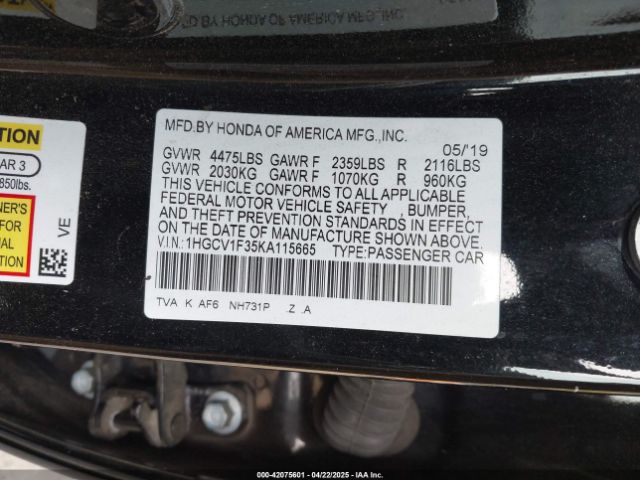 MFD.BY HONDA OF AMERICA MFG.,INC.
05/'19
GVWR 4475LBS GAWR F 2359LBS R 2116LBS
GVWR 2030KG GAWR F 1070KG R 960KG
THIS VEHICLE CONFORMS TO ALL APPLICABLE
FEDERAL MOTOR VEHICLE SAFETY , BUMPER,
AND THEFT PREVENTION STANDARDS IN EFFECT
ON THE DATE OF MANUFACTURE SHOWN ABOVE.
V.I.N.: 1HGCV1F35KA115665 TYPE:PASSENGER CAR
TVA K AF6 NH731P .Z .A
AR 3
850lbs.
VE
000-42075601 - 04/22/2025 - IAAI.COM